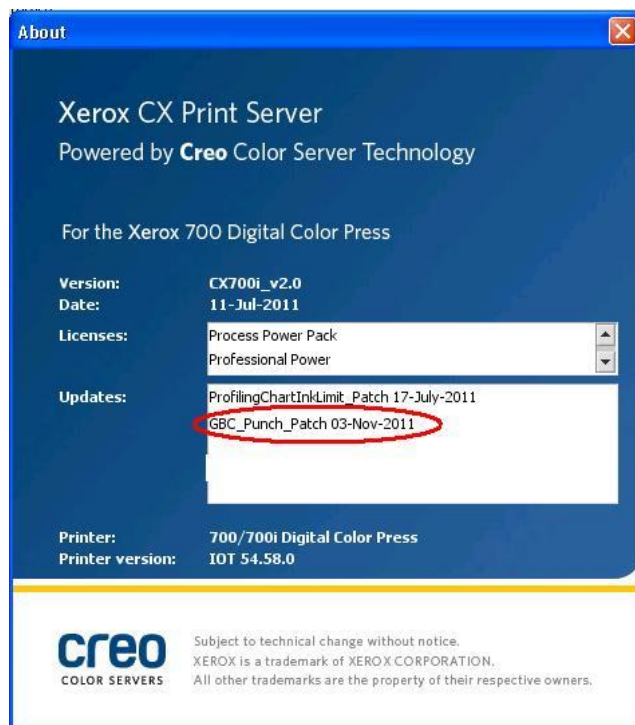 About
Xerox CX Print Server
Powered by Creo Color Server Technology
For the Xerox 700 Digital Color Press
Version: CX700i_v2.0
Date: 11-Jul-2011
Licenses: Process Power Pack
Professional Power
Updates: ProfilingChartInkLimit_Patch 17-July-2011
GBC_Punch_Patch 03-Nov-2011
Printer: 700/700i Digital Color Press
Printer version: IOT 54.58.0
creo
COLOR SERVERS
Subject to technical change without notice.
XEROX is a trademark of XEROX CORPORATION.
All other trademarks are the property of their respective owners.